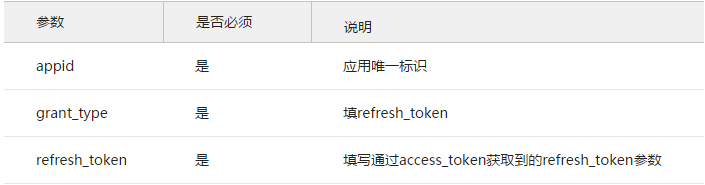 参数 是否必须 说明
appid 是 应用唯一标识
grant_type 是 填refresh_token
refresh_token 是 填写通过access_token获取到的refresh_token参数